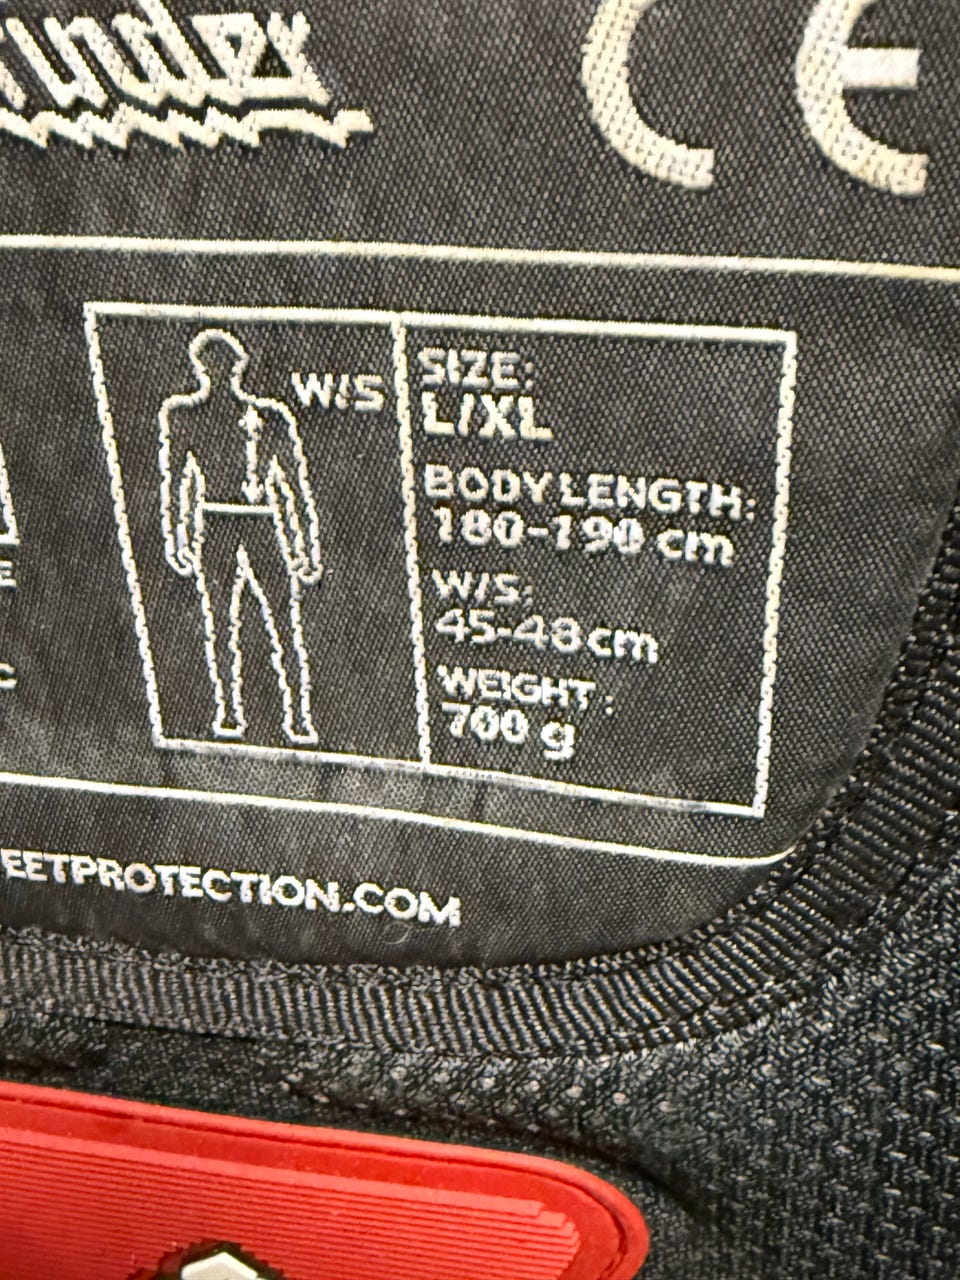 CE
W/S
SIZE:
L/XL
BODY LENGTH:
180-190 cm
W/S:
45-48 cm
WEIGHT:
700 g
E
C
EETPROTECTION.COM